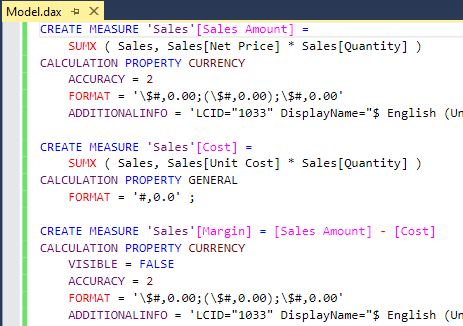 Model.dax
CREATE MEASURE 'Sales'[Sales Amount] =
SUMX ( Sales, Sales[Net Price] * Sales[Quantity] )
CALCULATION PROPERTY CURRENCY
ACCURACY = 2
FORMAT = '\$#,0.00;(\$#,0.00);\$#,0.00'
ADDITIONALINFO = 'LCID="1033" DisplayName="$ English (Un
CREATE MEASURE 'Sales'[Cost] =
SUMX ( Sales, Sales[Unit Cost] * Sales[Quantity] )
CALCULATION PROPERTY GENERAL
FORMAT = '#,0.0' ;
CREATE MEASURE 'Sales'[Margin] = [Sales Amount] - [Cost]
CALCULATION PROPERTY CURRENCY
VISIBLE = FALSE
ACCURACY = 2
FORMAT = '\$#,0.00;(\$#,0.00);\$#,0.00'
ADDITIONALINFO = 'LCID="1033" DisplayName="$ English (Un